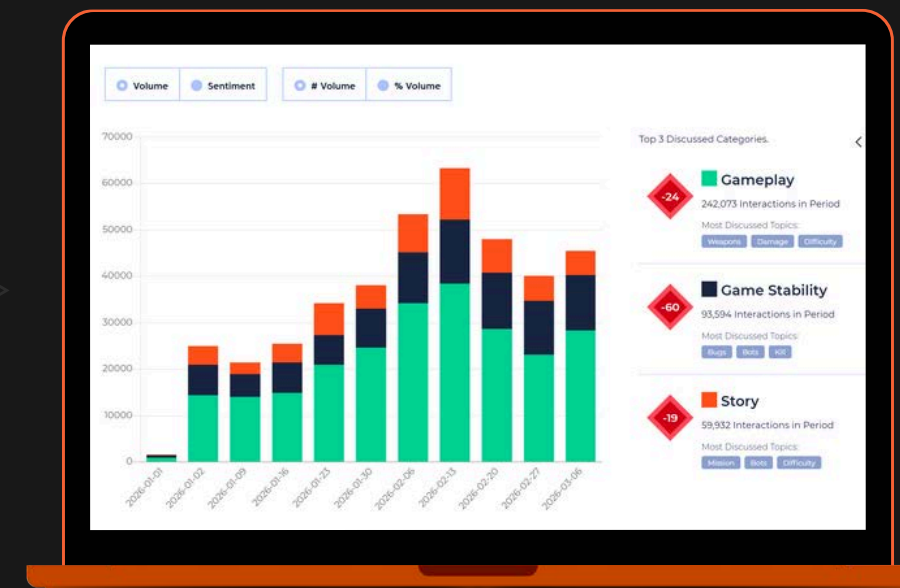 Volume Sentiment # Volume % Volume
70000
60000
50000
40000
30000
20000
10000
0
2026-01-01
2026-01-02
2026-01-09
2026-01-16
2026-01-23
2026-01-30
2026-02-06
2026-02-13
2026-02-20
2026-02-27
2026-03-06
Top 3 Discussed Categories.
-24
Gameplay
242,073 Interactions in Period
Most Discussed Topics:
Weapons Damage Difficulty
-60
Game Stability
93,594 Interactions in Period
Most Discussed Topics:
Bugs Bots Kit
-19
Story
59,932 Interactions in Period
Most Discussed Topics:
Mission Bots Difficulty